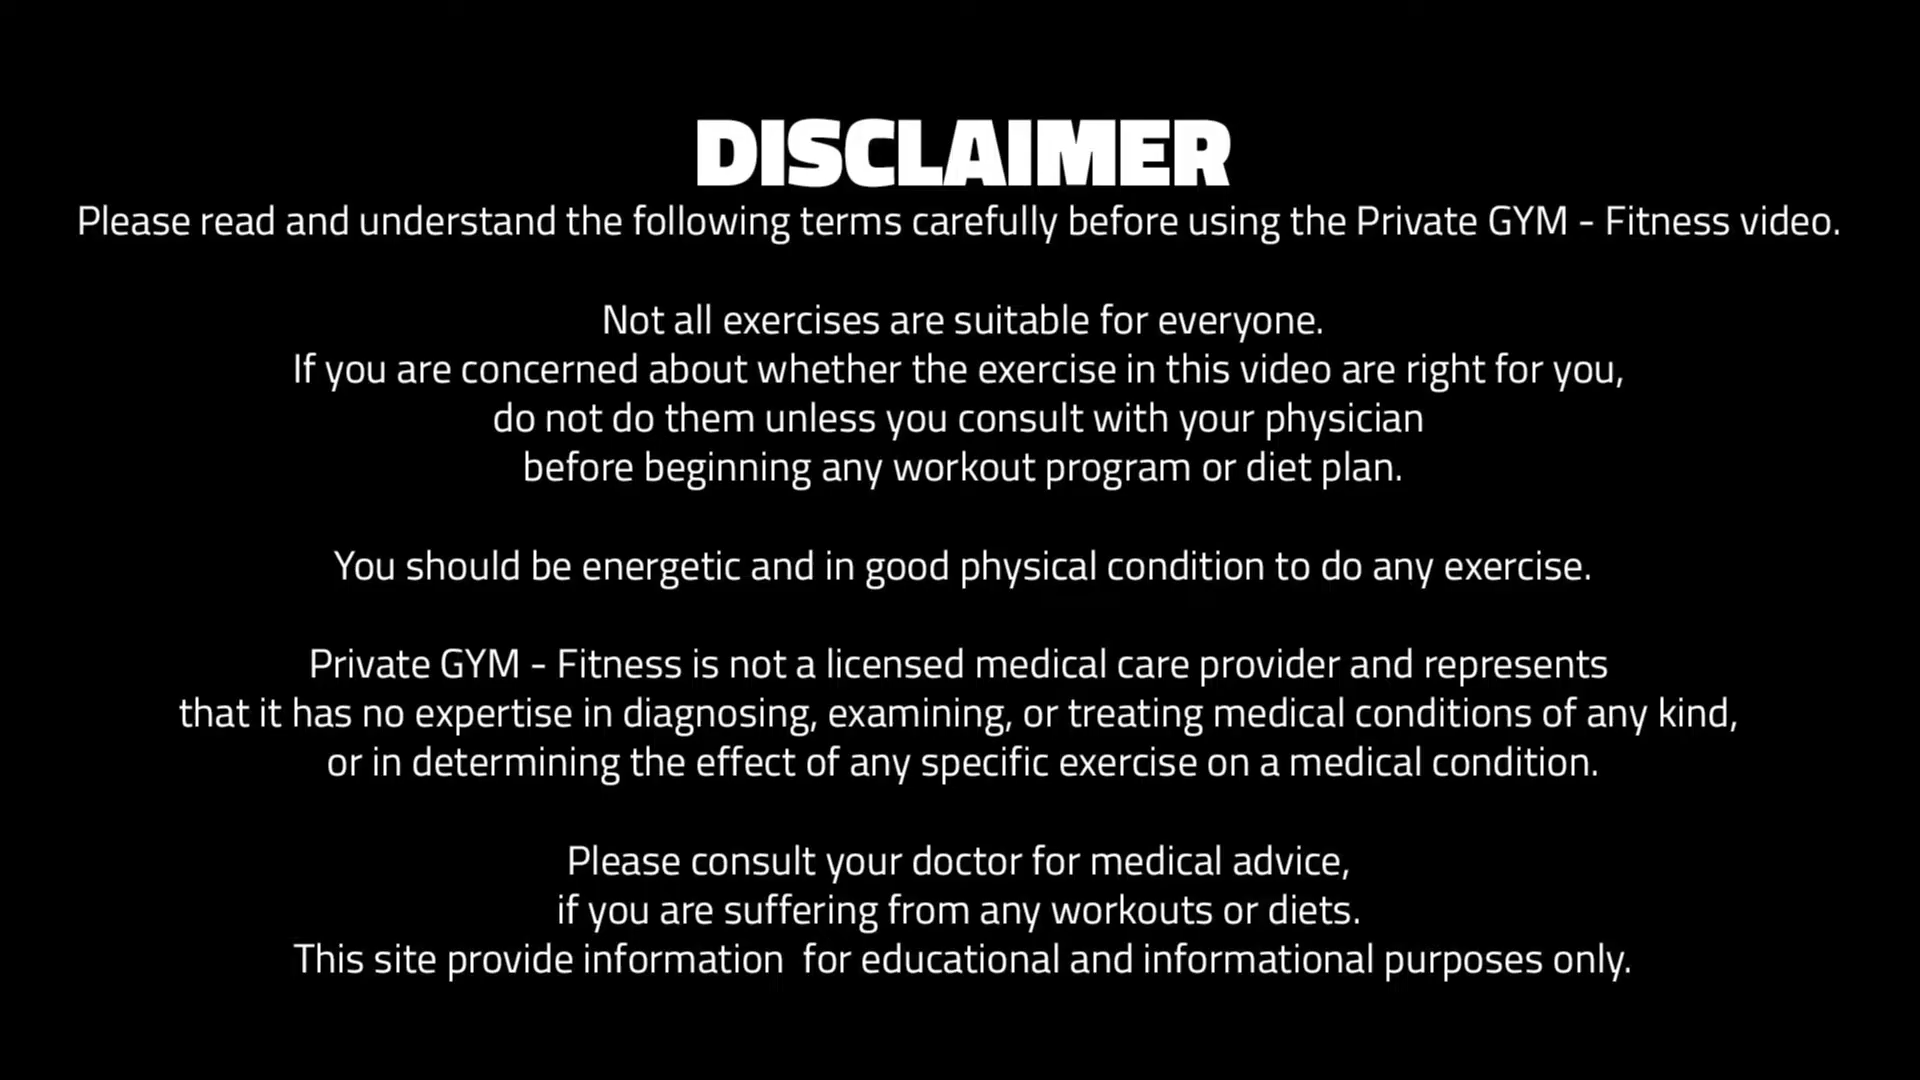 DISCLAIMER
Please read and understand the following terms carefully before using the Private GYM - Fitness video.
Not all exercises are suitable for everyone.
If you are concerned about whether the exercise in this video are right for you,
do not do them unless you consult with your physician
before beginning any workout program or diet plan.
You should be energetic and in good physical condition to do any exercise.
Private GYM - Fitness is not a licensed medical care provider and represents
that it has no expertise in diagnosing, examining, or treating medical conditions of any kind,
or in determining the effect of any specific exercise on a medical condition.
Please consult your doctor for medical advice,
if you are suffering from any workouts or diets.
This site provide information  for educational and informational purposes only.